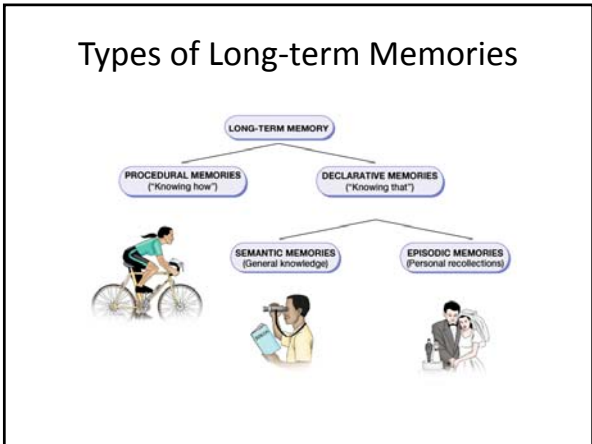 Types of Long-term Memories
LONG-TERM MEMORY
PROCEDURAL MEMORIES
("Knowing how")
DECLARATIVE MEMORIES
("Knowing that")
SEMANTIC MEMORIES
(General knowledge)
EPISODIC MEMORIES
(Personal recollections)